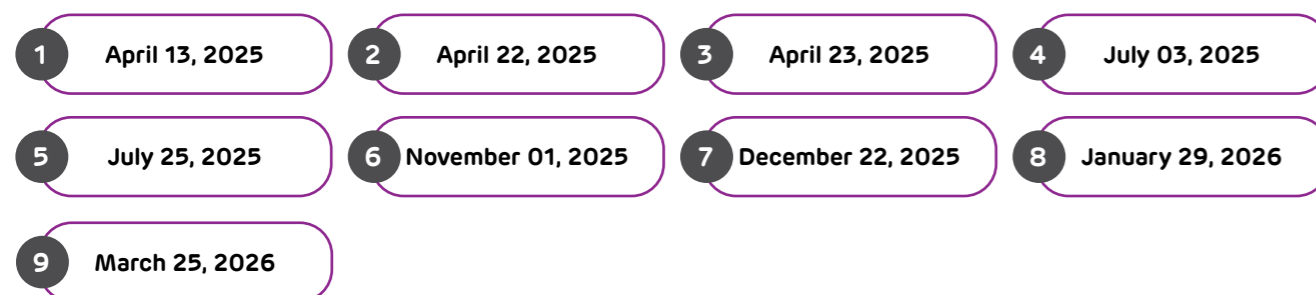 1 April 13, 2025
2 April 22, 2025
3 April 23, 2025
4 July 03, 2025
5 July 25, 2025
6 November 01, 2025
7 December 22, 2025
8 January 29, 2026
9 March 25, 2026